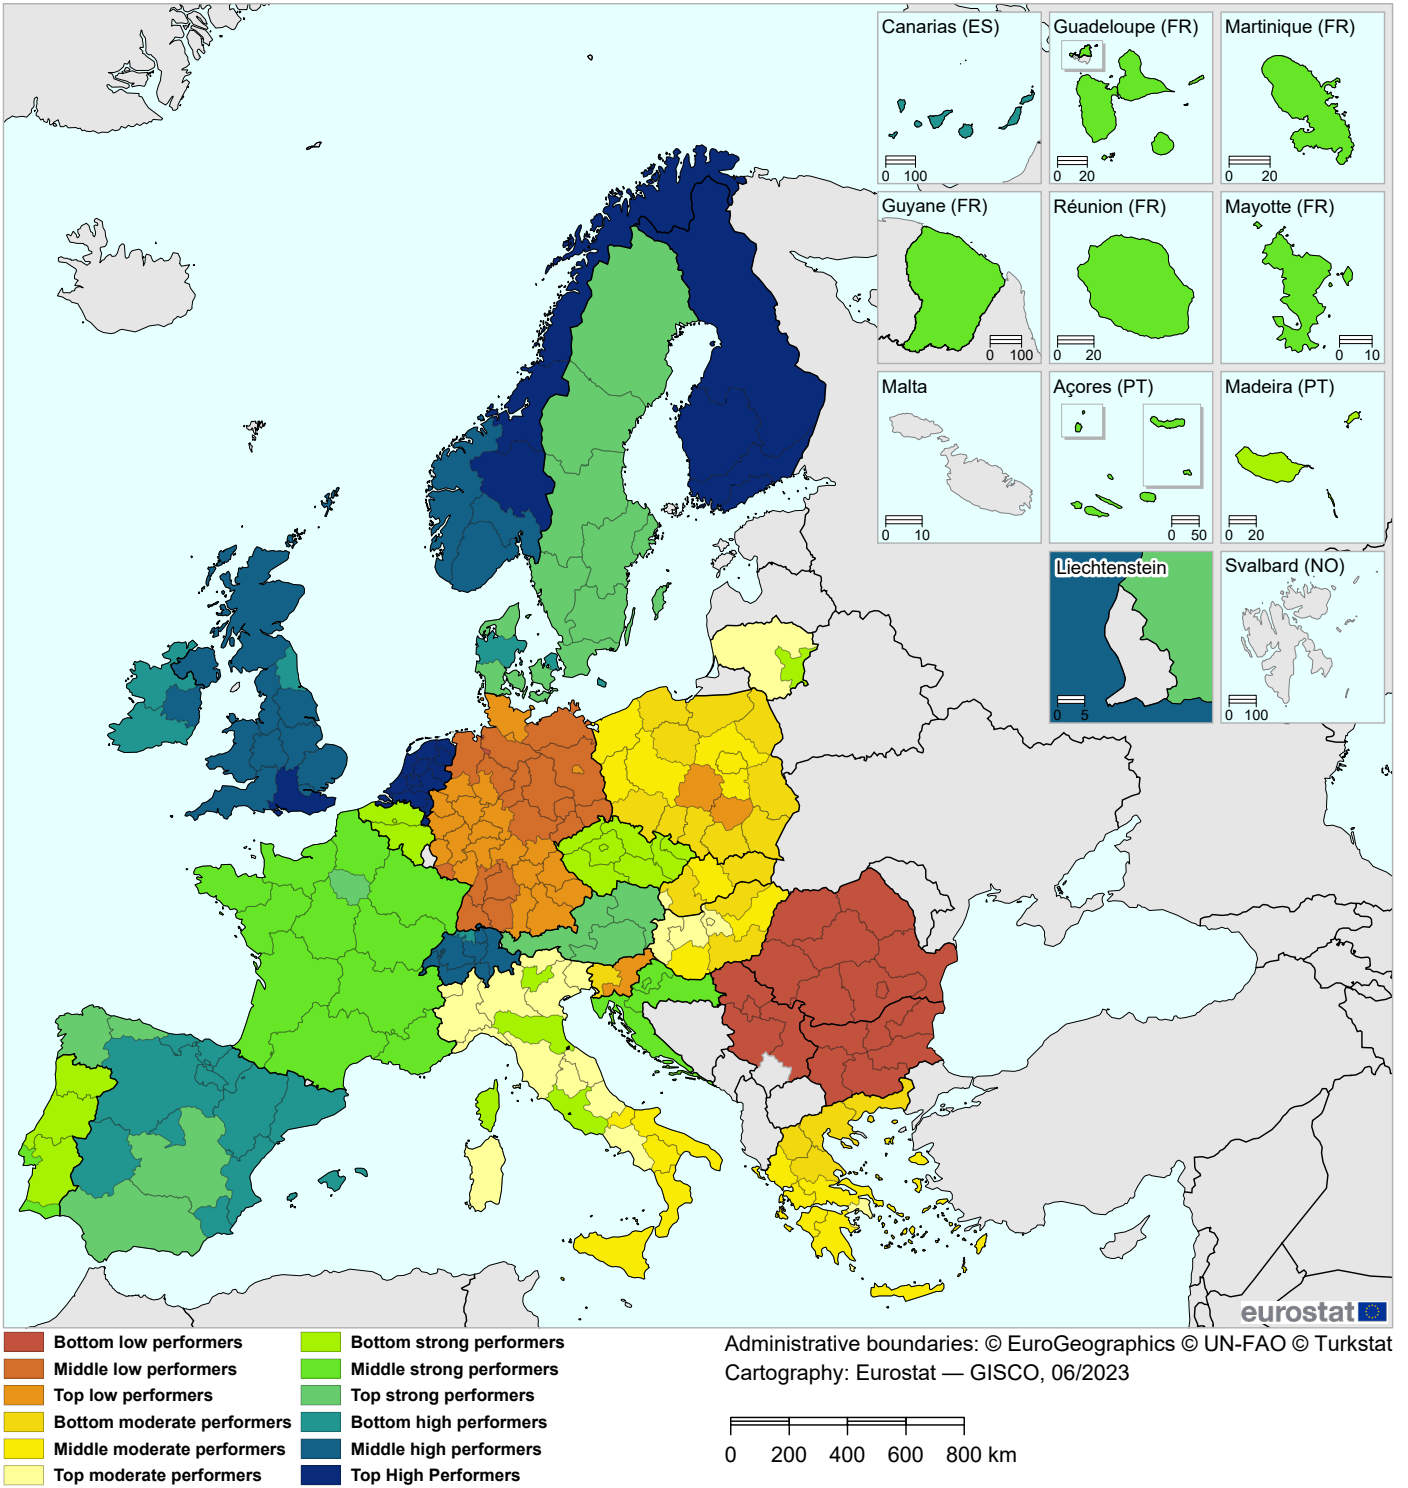 Canarias (ES)
0 100
Guadeloupe (FR)
0 20
Martinique (FR)
0 20
Guyane (FR)
0 100
Réunion (FR)
0 20
Mayotte (FR)
0 10
Malta
0 10
Açores (PT)
0 50
Madeira (PT)
0 20
Liechtenstein
0 5
Svalbard (NO)
0 100
eurostat
Bottom low performers
Middle low performers
Top low performers
Bottom moderate performers
Middle moderate performers
Top moderate performers
Bottom strong performers
Middle strong performers
Top strong performers
Bottom high performers
Middle high performers
Top High Performers
Administrative boundaries: © EuroGeographics © UN-FAO © Turkstat
Cartography: Eurostat — GISCO, 06/2023
0 200 400 600 800 km